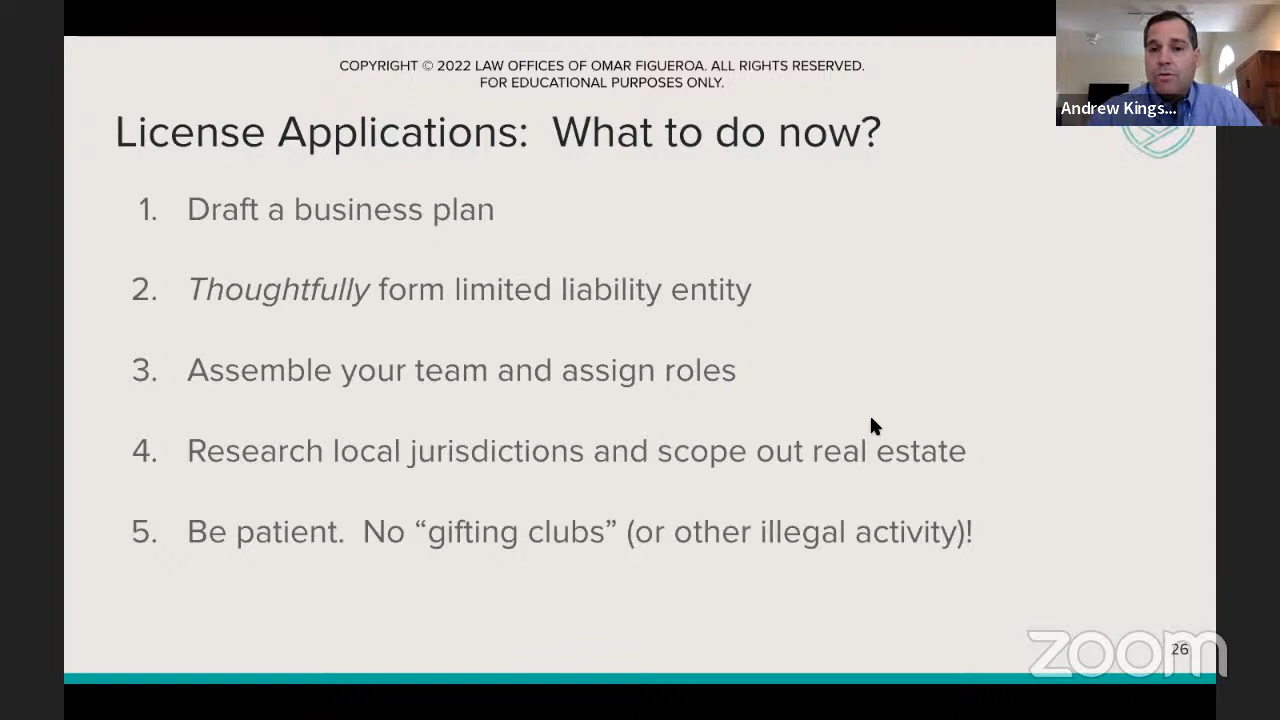 COPYRIGHT © 2022 LAW OFFICES OF OMAR FIGUEROA. ALL RIGHTS RESERVED.
FOR EDUCATIONAL PURPOSES ONLY.
Andrew Kings...
License Applications:  What to do now?
1. Draft a business plan
2. Thoughtfully form limited liability entity
3. Assemble your team and assign roles
4. Research local jurisdictions and scope out real estate
5. Be patient.  No “gifting clubs” (or other illegal activity)!
zoom
26